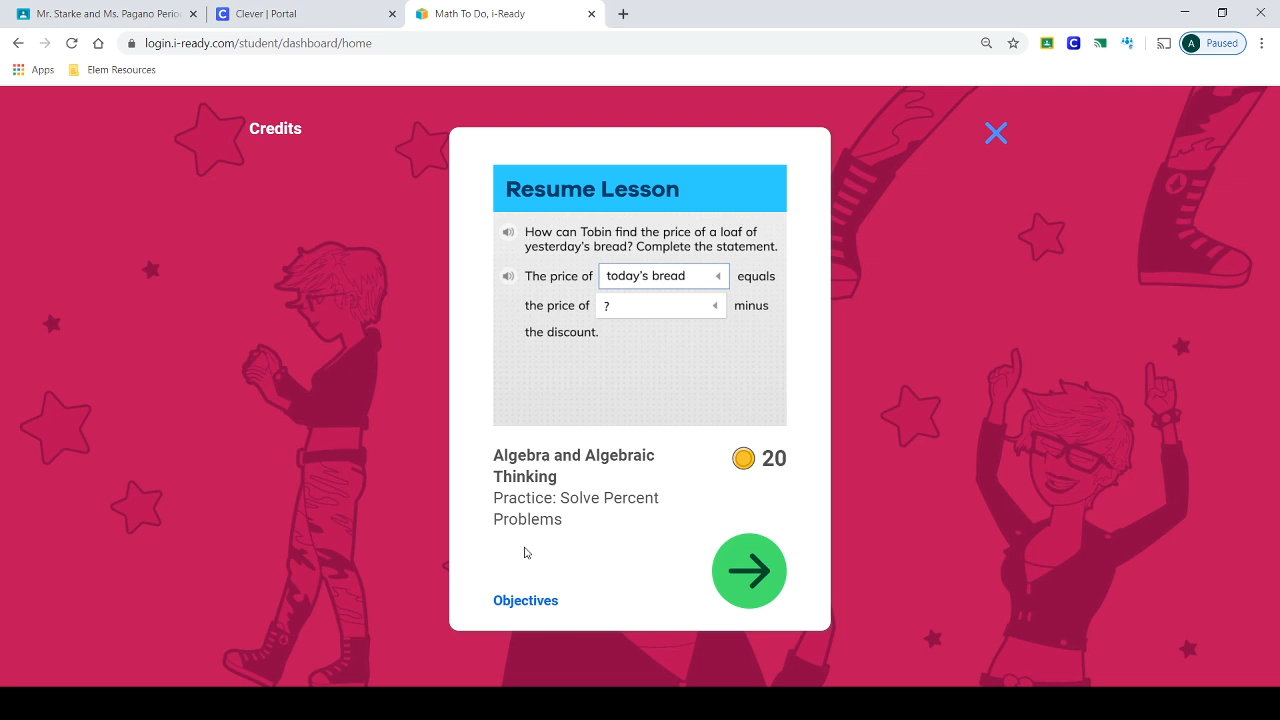 Mr. Starke and Ms. Pagano Perio
Clever | Portal
Math To Do, i-Ready
login.i-ready.com/student/dashboard/home
A Paused
Apps
Elem Resources
Credits
Resume Lesson
How can Tobin find the price of a loaf of
yesterday's bread? Complete the statement.
The price of today's bread equals
the price of ? minus
the discount.
Algebra and Algebraic
Thinking
20
Practice: Solve Percent
Problems
Objectives